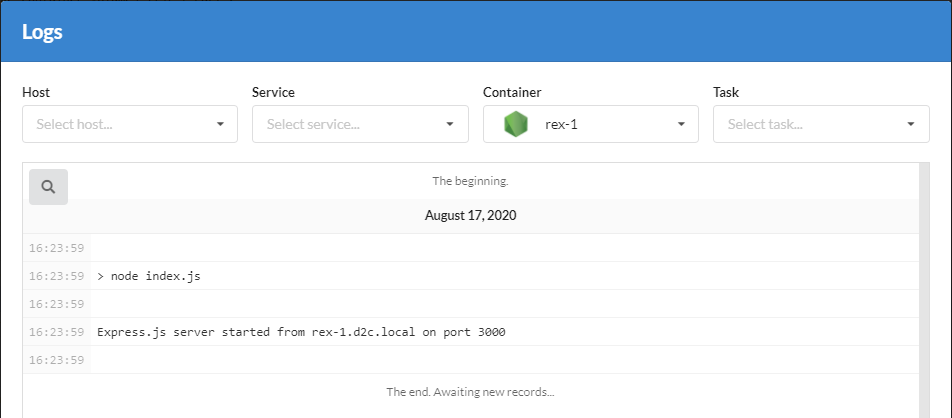 Logs
Host
Service
Container
Task
Select host...
Select service...
rex-1
Select task...
The beginning.
August 17, 2020
16:23:59
16:23:59 > node index.js
16:23:59
16:23:59 Express.js server started from rex-1.d2c.local on port 3000
16:23:59
The end. Awaiting new records...